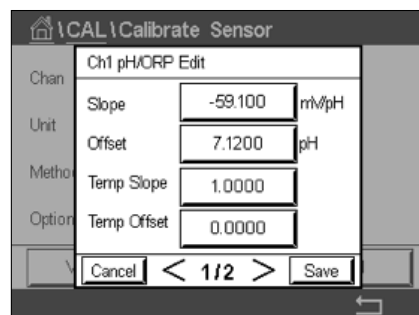 \CAL\Calibrate Sensor
Ch1 pH/ORP Edit
Chan
Unit
Option
Slope -59.100 mV/pH
Offset 7.1200 pH
Temp Slope 1.0000
Temp Offset 0.0000
Cancel < 1/2 > Save